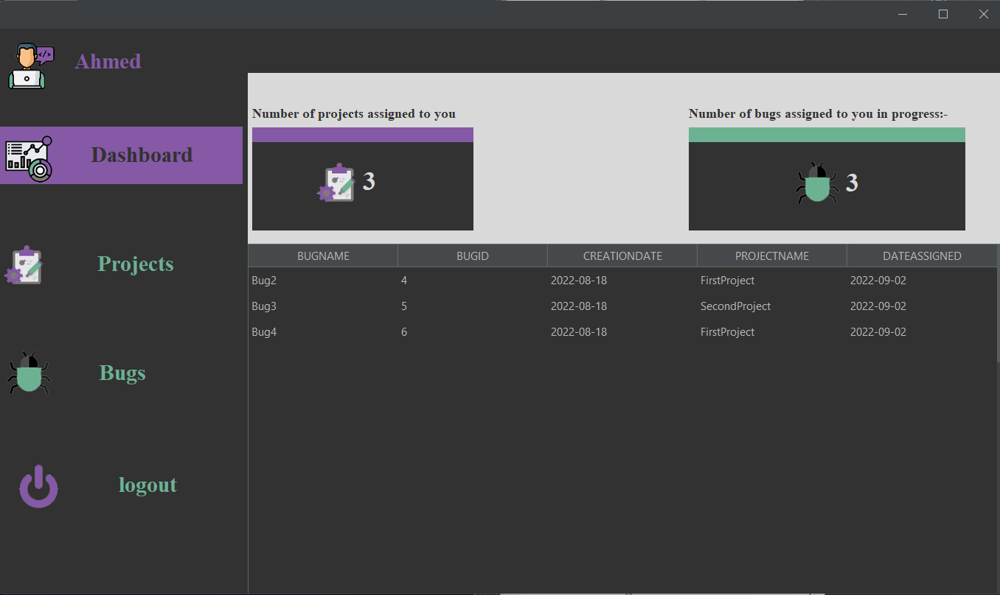 Ahmed
Dashboard
Projects
Bugs
logout
Number of projects assigned to you
3
Number of bugs assigned to you in progress:-
3
BUGNAME BUGID CREATIONDATE PROJECTNAME DATEASSIGNED
Bug2 4 2022-08-18 FirstProject 2022-09-02
Bug3 5 2022-08-18 SecondProject 2022-09-02
Bug4 6 2022-08-18 FirstProject 2022-09-02